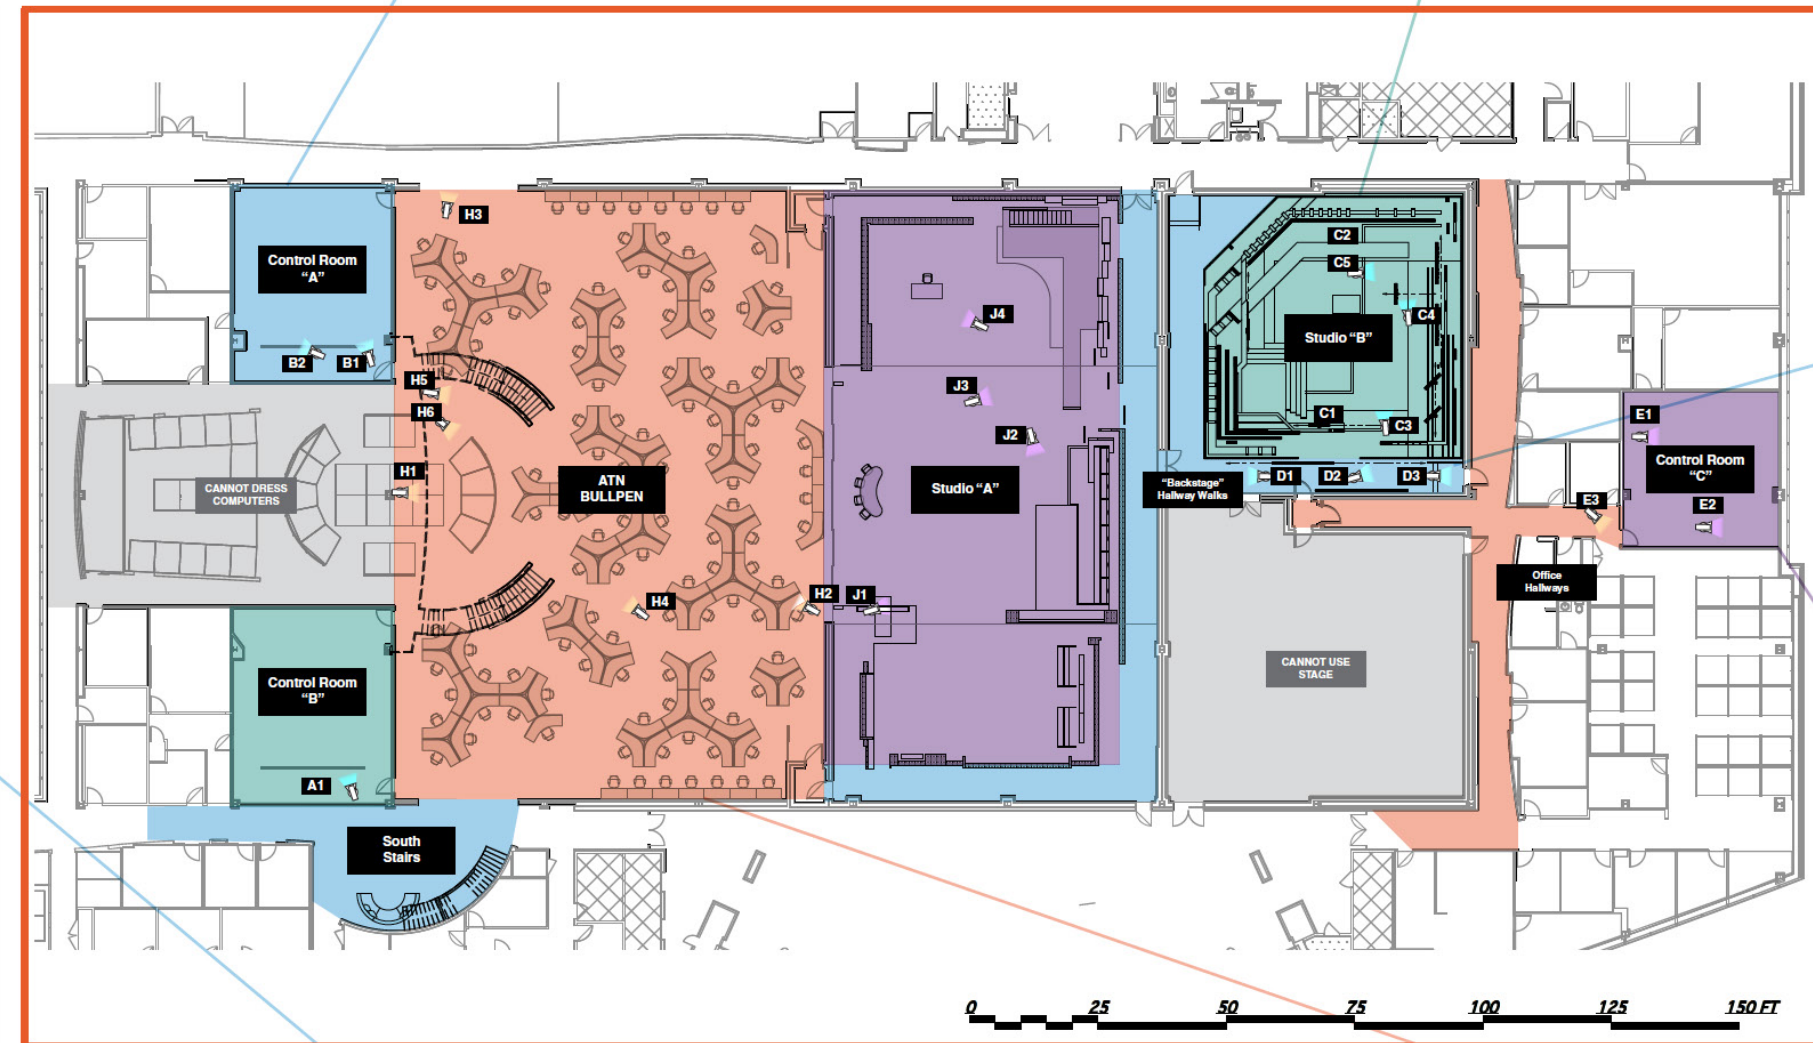 H3
Control Room
“A”
C2
C5
J4
C4
Studio “B”
B2
B1
H5
J3
H6
C1
C3
E1
J2
Control Room
“C”
H1
ATN
BULLPEN
CANNOT DRESS
COMPUTERS
Studio “A”
“Backstage”
Hallway Walks
D1
D2
D3
E3
E2
Office
Hallways
H4
H2
J1
CANNOT USE
STAGE
Control Room
“B”
A1
South
Stairs
0 25 50 75 100 125 150 FT